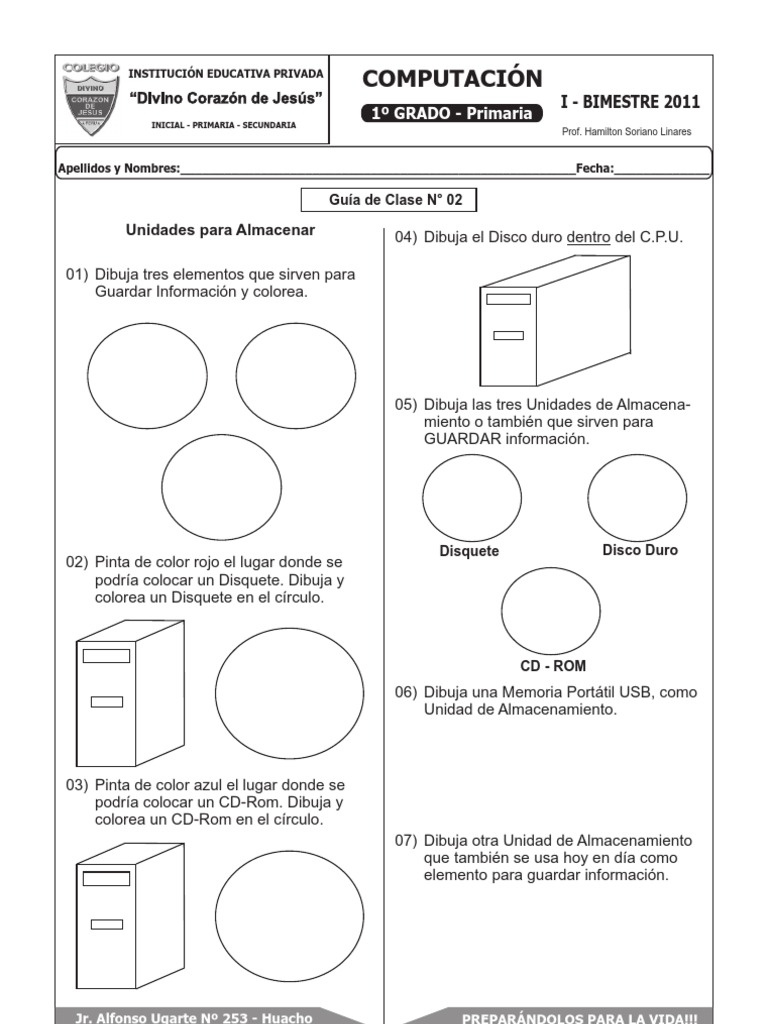 COLEGIO
DIVINO
CORAZON
DE
JESÚS
INSTITUCIÓN EDUCATIVA PRIVADA
“DIvIno Corazón de Jesús”
INICIAL - PRIMARIA - SECUNDARIA
COMPUTACIÓN
1º GRADO - Primaria
I - BIMESTRE 2011
Prof. Hamilton Soriano Linares
Apellidos y Nombres:________________________________________________Fecha:____________
Guía de Clase N° 02
Unidades para Almacenar
01) Dibuja tres elementos que sirven para
Guardar Información y colorea.
02) Pinta de color rojo el lugar donde se
podría colocar un Disquete. Dibuja y
colorea un Disquete en el círculo.
03) Pinta de color azul el lugar donde se
podría colocar un CD-Rom. Dibuja y
colorea un CD-Rom en el círculo.
04) Dibuja el Disco duro dentro del C.P.U.
05) Dibuja las tres Unidades de Almacena-
miento o también que sirven para
GUARDAR información.
Disquete
Disco Duro
CD - ROM
06) Dibuja una Memoria Portátil USB, como
Unidad de Almacenamiento.
07) Dibuja otra Unidad de Almacenamiento
que también se usa hoy en día como
elemento para guardar información.
Jr. Alfonso Ugarte Nº 253 - Huacho
PREPARÁNDOLOS PARA LA VIDA!!!